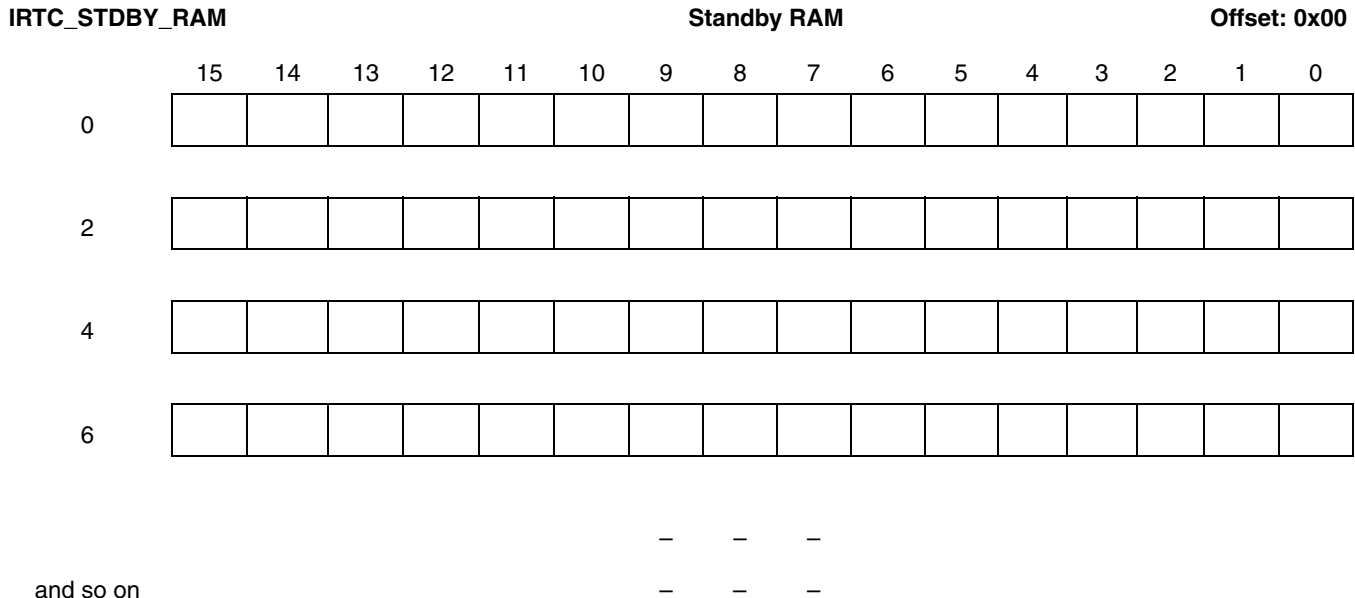 IRTC_STDBY_RAM Standby RAM Offset: 0x00
15 14 13 12 11 10 9 8 7 6 5 4 3 2 1 0
0
2
4
6
– – –
and so on – – –